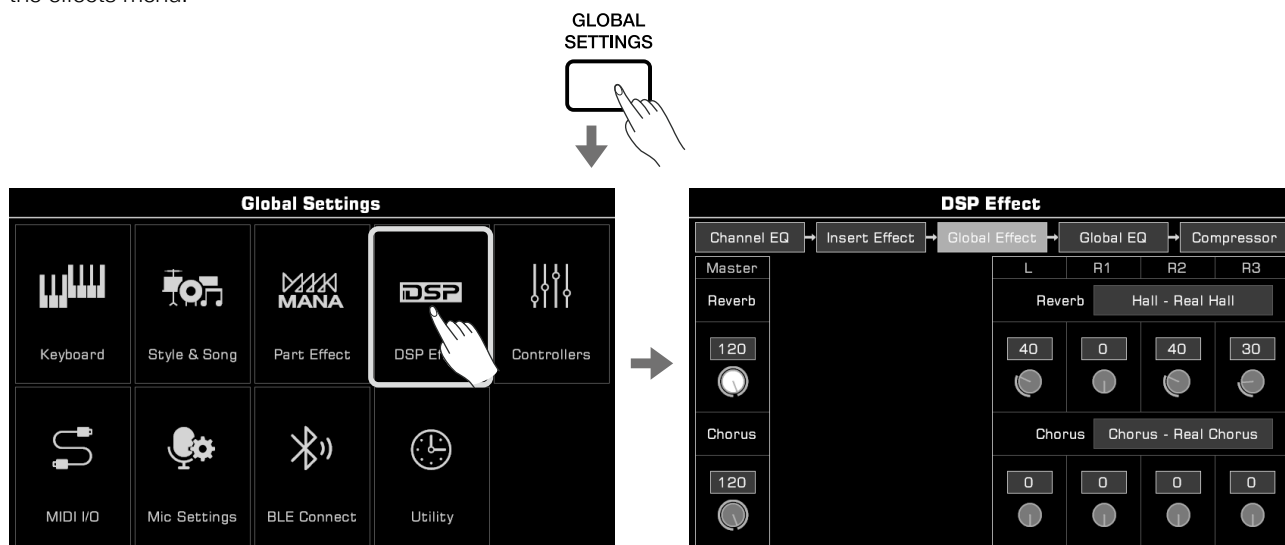 the effects menu.
GLOBAL
SETTINGS
Global Settings
MANA
DSP
Keyboard
Style & Song
Part Effect
DSP Ef
Controllers
MIDI I/O
Mic Settings
BLE Connect
Utility
DSP Effect
Channel EQ
Insert Effect
Global Effect
Global EQ
Compressor
Master
L R1 R2 R3
Reverb
Reverb Hall - Real Hall
120
40 0 40 30
Chorus
Chorus Chorus - Real Chorus
120
0 0 0 0